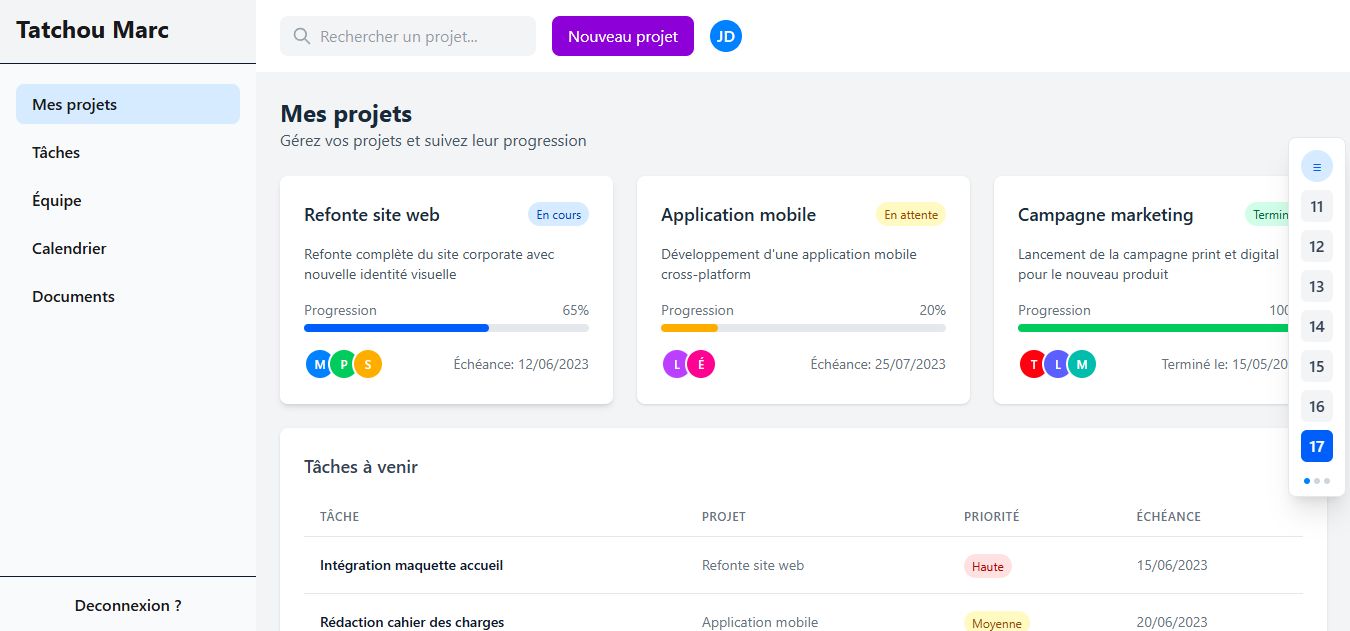 Tatchou Marc
Rechercher un projet...
Nouveau projet
JD
Mes projets
Tâches
Équipe
Calendrier
Documents
Deconnexion ?
Mes projets
Gérez vos projets et suivez leur progression
Refonte site web
En cours
Refonte complète du site corporate avec
nouvelle identité visuelle
Progression
65%
M P S
Échéance: 12/06/2023
Application mobile
En attente
Développement d'une application mobile
cross-platform
Progression
20%
L É
Échéance: 25/07/2023
Campagne marketing
Termin
Lancement de la campagne print et digital
pour le nouveau produit
Progression
100
T L M
Terminé le: 15/05/20
11
12
13
14
15
16
17
Tâches à venir
TÂCHE PROJET PRIORITÉ ÉCHÉANCE
Intégration maquette accueil Refonte site web Haute 15/06/2023
Rédaction cahier des charges Application mobile Moyenne 20/06/2023